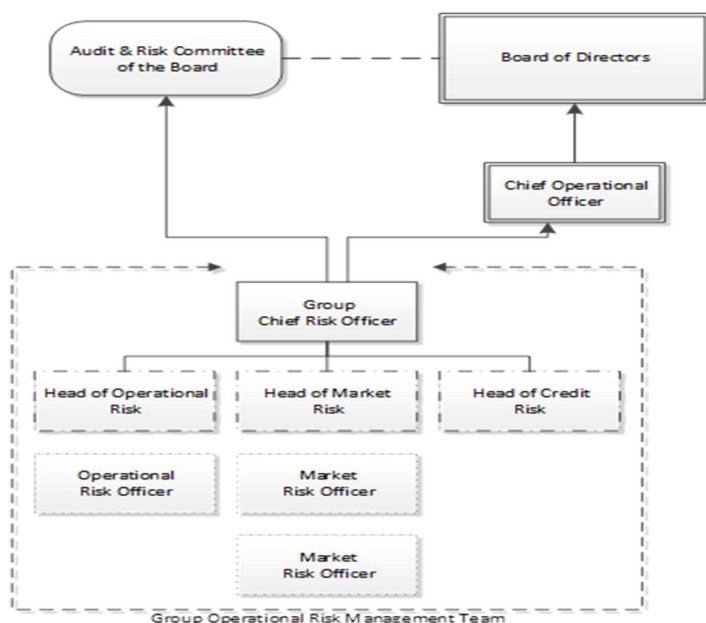 Audit & Risk Committee
of the Board
Board of Directors
Chief Operational
Officer
Group
Chief Risk Officer
Head of Operational
Risk
Head of Market
Risk
Head of Credit
Risk
Operational
Risk Officer
Market
Risk Officer
Market
Risk Officer
Group Operational Risk Management Team